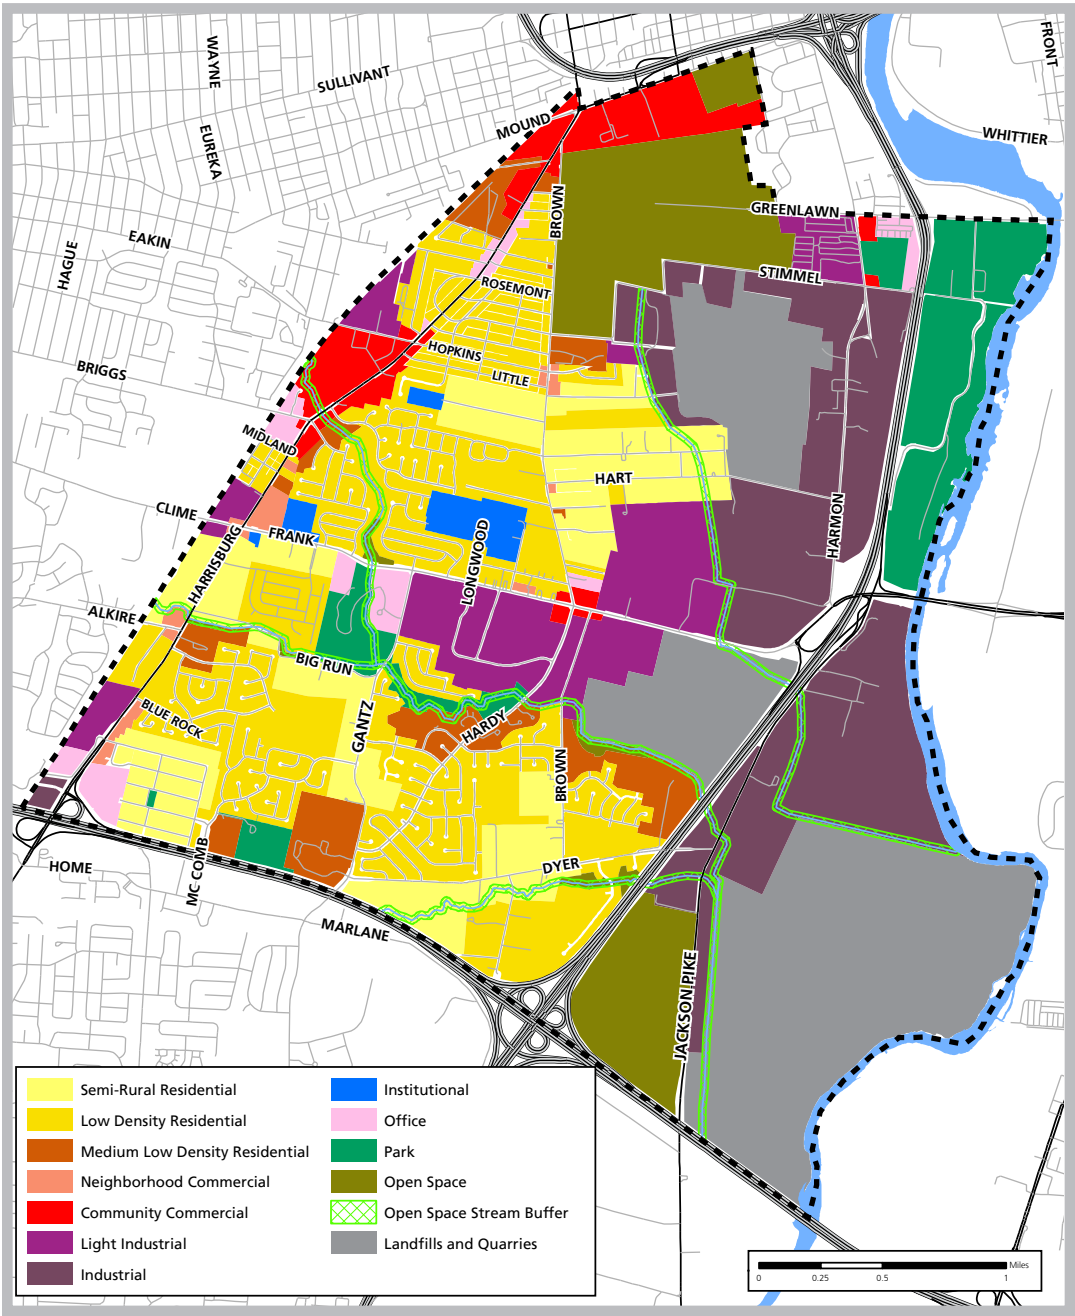 WAYNE
SULLIVANT
FRONT
MOUND
WHITTIER
EUREKA
BROWN
GREENLAWN
EAKIN
HAGUE
STIMMEL
ROSEMONT
HOPKINS
LITTLE
BRIGGS
MIDLAND
HART
CLIME
FRANK
HARRISBURG
LONGWOOD
HARMON
ALKIRE
BIG RUN
BLUE ROCK
GANTZ
HARDY
BROWN
HOME
MC COMB
DYER
MARLANE
JACKSON PIKE
Semi-Rural Residential
Low Density Residential
Medium Low Density Residential
Neighborhood Commercial
Community Commercial
Light Industrial
Industrial
Institutional
Office
Park
Open Space
Open Space Stream Buffer
Landfills and Quarries
Miles
0 0.25 0.5 1